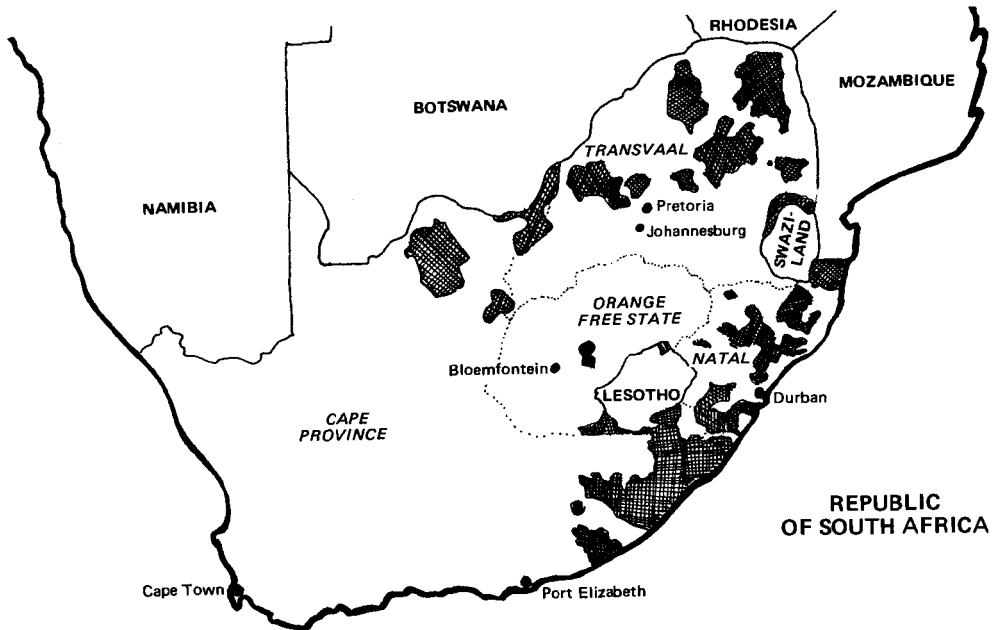 RHODESIA
MOZAMBIQUE
BOTSWANA
TRANSVAAL
NAMIBIA
Pretoria
Johannesburg
SWAZI-
LAND
ORANGE
FREE STATE
NATAL
Bloemfontein
LESOTHO
Durban
CAPE
PROVINCE
REPUBLIC
OF SOUTH AFRICA
Cape Town
Port Elizabeth